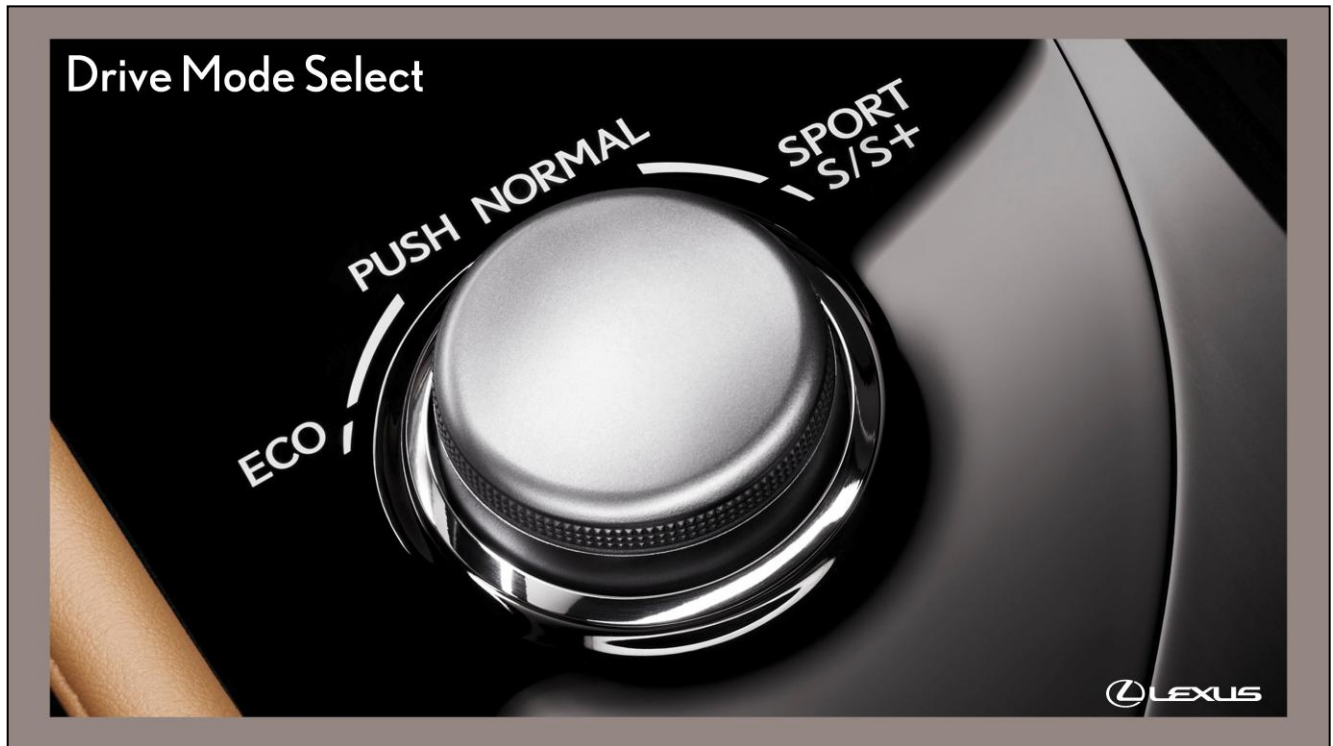 Drive Mode Select
SPORT
S/S+
PUSH NORMAL
ECO
LEXUS